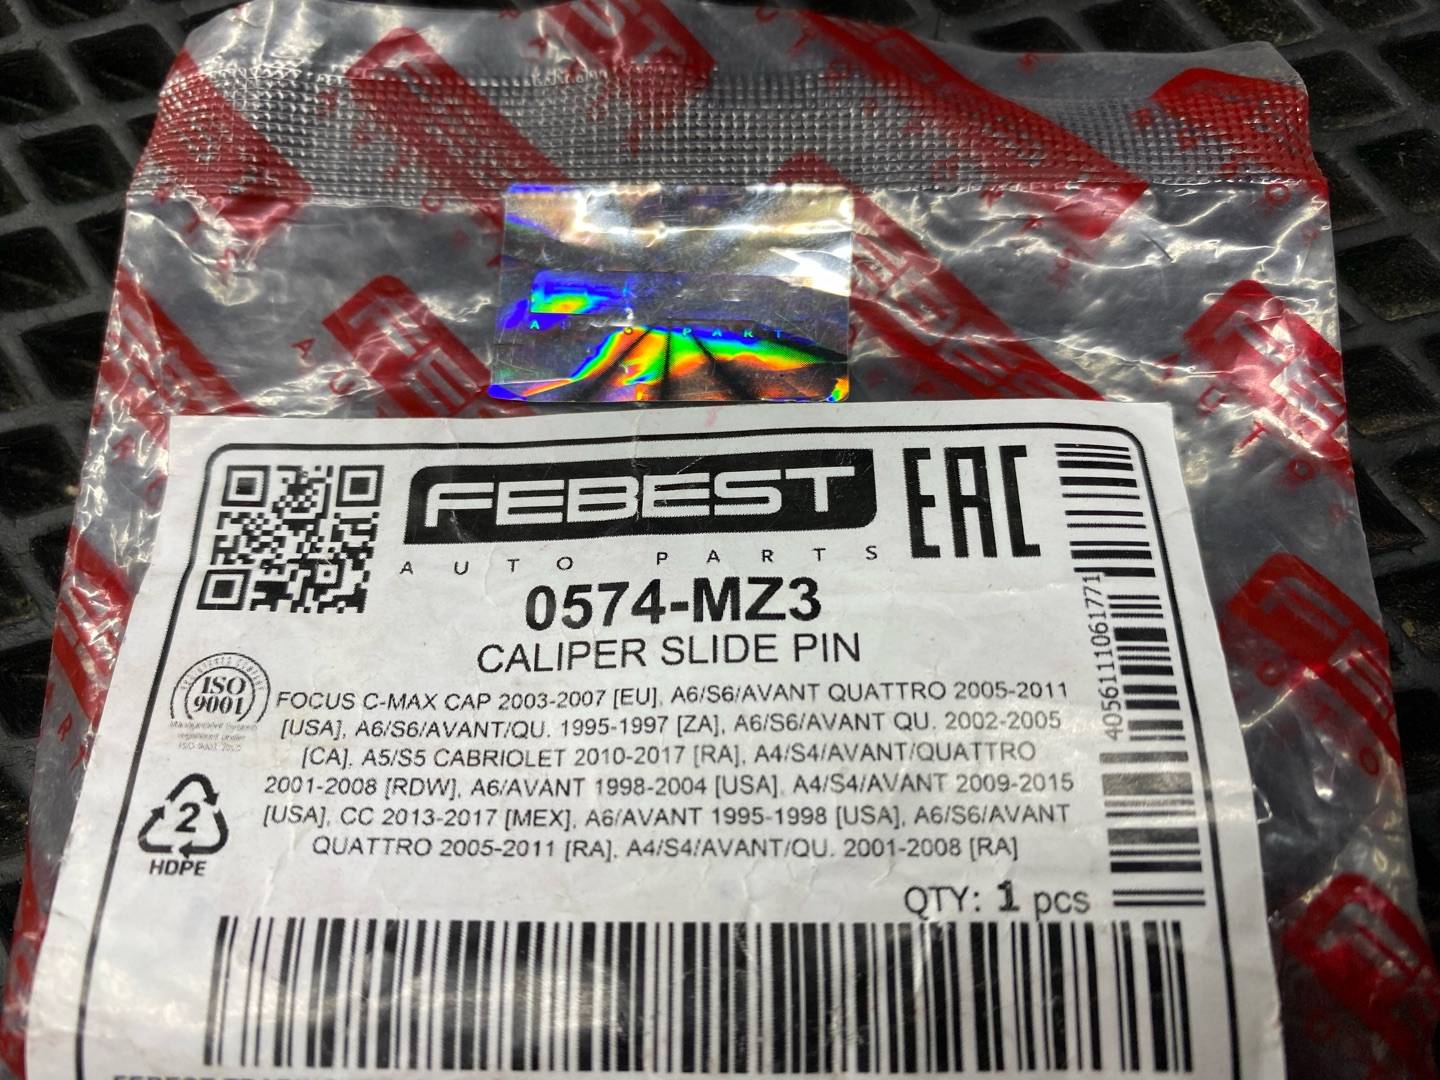 FEBEST
EAC
AUTO PARTS
0574-MZ3
CALIPER SLIDE PIN
ISO
9001
FOCUS C-MAX CAP 2003-2007 [EU], A6/S6/AVANT QUATTRO 2005-2011
[USA], A6/S6/AVANT/QU. 1995-1997 [ZA], A6/S6/AVANT QU. 2002-2005
[CA], A5/S5 CABRIOLET 2010-2017 [RA], A4/S4/AVANT/QUATTRO
2001-2008 [RDW], A6/AVANT 1998-2004 [USA], A4/S4/AVANT 2009-2015
[USA], CC 2013-2017 [MEX], A6/AVANT 1995-1998 [USA], A6/S6/AVANT
QUATTRO 2005-2011 [RA], A4/S4/AVANT/QU. 2001-2008 [RA]
2
HDPE
QTY: 1 pcs
4056111061771